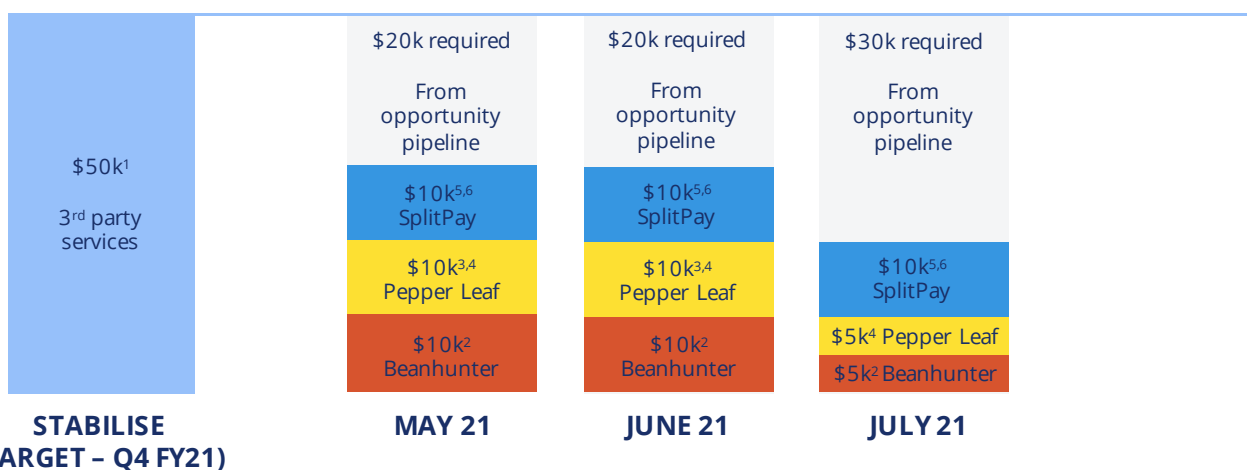 $50k¹
3ʳᵈ party
services
STABILISE
ARGET – Q4 FY21)
$20k required
From
opportunity
pipeline
$10k⁵,⁶
SplitPay
$10k³,⁴
Pepper Leaf
$10k²
Beanhunter
MAY 21
$20k required
From
opportunity
pipeline
$10k⁵,⁶
SplitPay
$10k³,⁴
Pepper Leaf
$10k²
Beanhunter
JUNE 21
$30k required
From
opportunity
pipeline
$10k⁵,⁶
SplitPay
$5k⁴ Pepper Leaf
$5k² Beanhunter
JULY 21